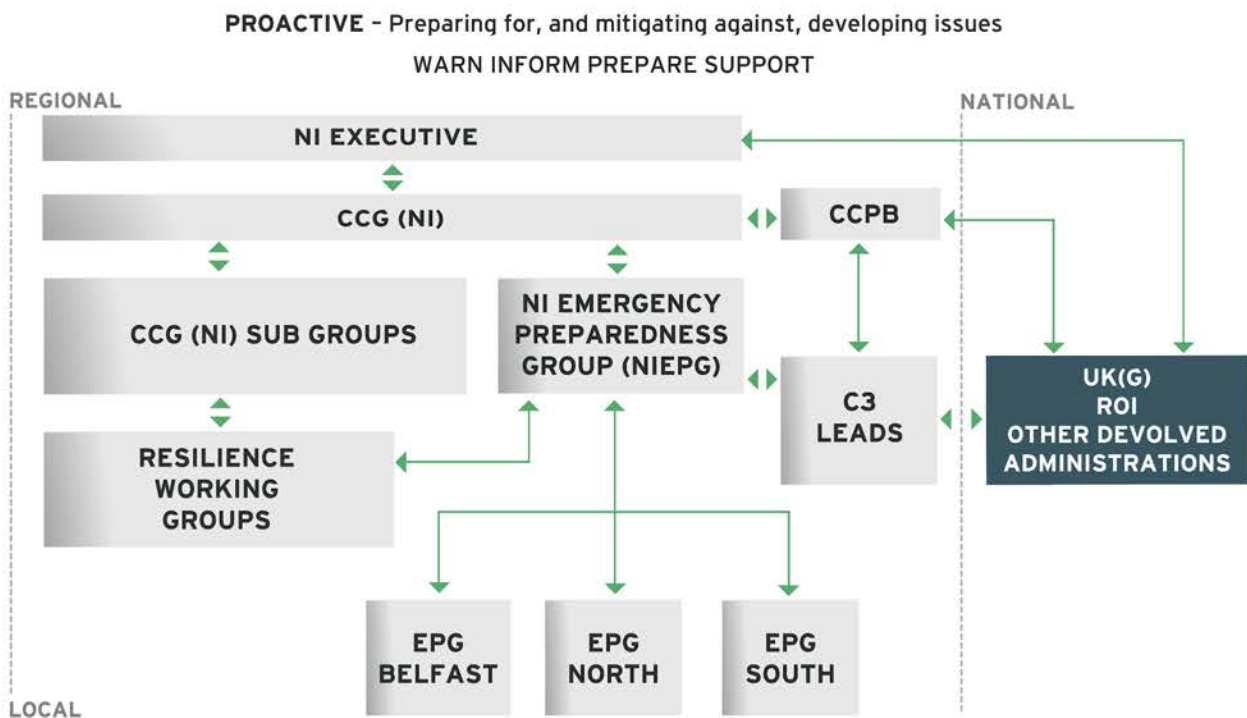 PROACTIVE – Preparing for, and mitigating against, developing issues
WARN INFORM PREPARE SUPPORT
REGIONAL
NATIONAL
NI EXECUTIVE
CCG (NI)
CCPB
CCG (NI) SUB GROUPS
NI EMERGENCY
PREPAREDNESS
GROUP (NIEPG)
C3
LEADS
UK(G)
ROI
OTHER DEVOLVED
ADMINISTRATIONS
RESILIENCE
WORKING
GROUPS
EPG
BELFAST
EPG
NORTH
EPG
SOUTH
LOCAL